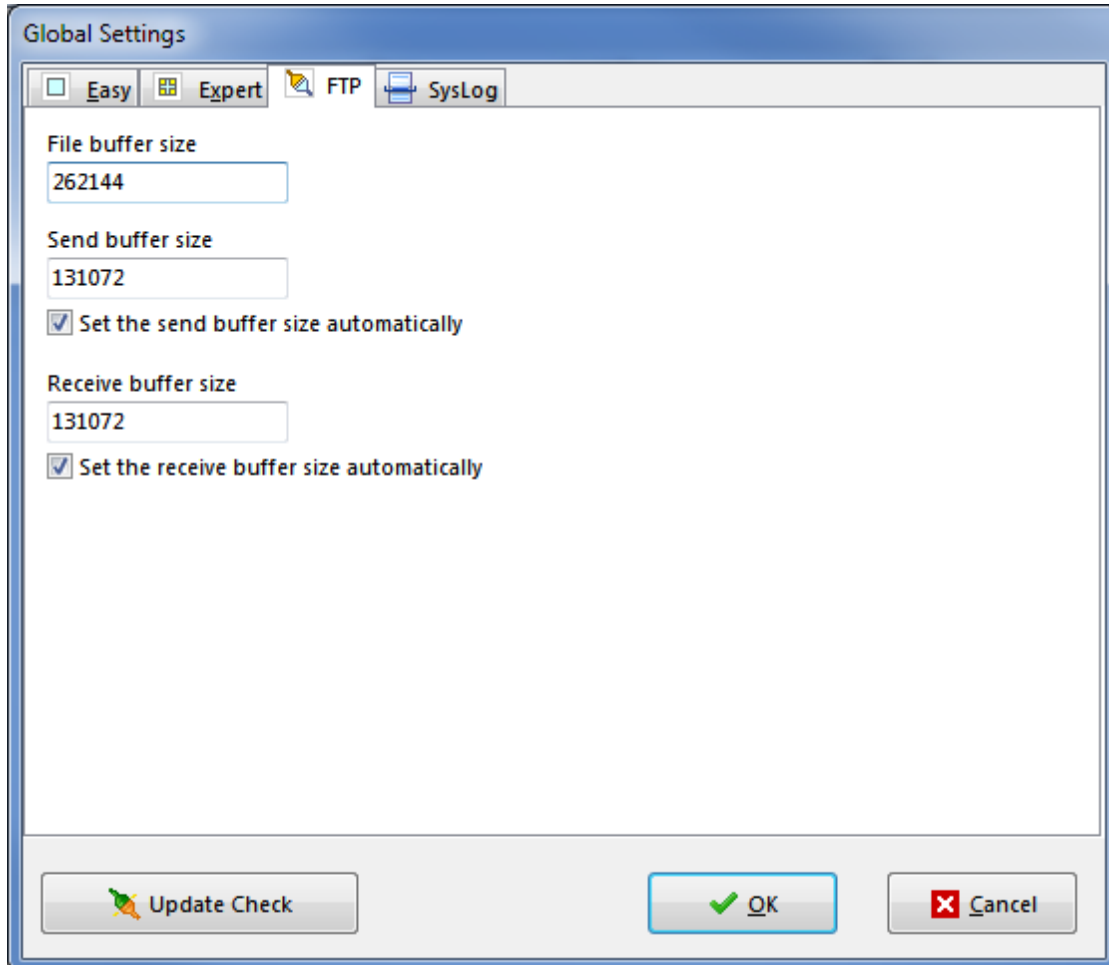 Global Settings
Easy Expert FTP SysLog
File buffer size
262144
Send buffer size
131072
Set the send buffer size automatically
Receive buffer size
131072
Set the receive buffer size automatically
Update Check OK Cancel